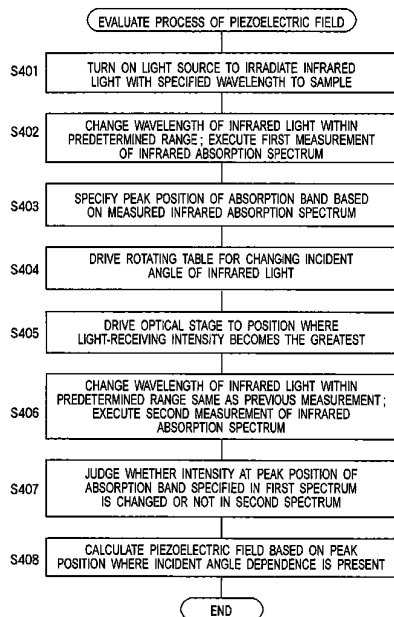 EVALUATE PROCESS OF PIEZOELECTRIC FIELD
S401
TURN ON LIGHT SOURCE TO IRRADIATE INFRARED
LIGHT WITH SPECIFIED WAVELENGTH TO SAMPLE
S402
CHANGE WAVELENGTH OF INFRARED LIGHT WITHIN
PREDETERMINED RANGE; EXECUTE FIRST MEASUREMENT
OF INFRARED ABSORPTION SPECTRUM
S403
SPECIFY PEAK POSITION OF ABSORPTION BAND BASED
ON MEASURED INFRARED ABSORPTION SPECTRUM
S404
DRIVE ROTATING TABLE FOR CHANGING INCIDENT
ANGLE OF INFRARED LIGHT
S405
DRIVE OPTICAL STAGE TO POSITION WHERE
LIGHT-RECEIVING INTENSITY BECOMES THE GREATEST
S406
CHANGE WAVELENGTH OF INFRARED LIGHT WITHIN
PREDETERMINED RANGE SAME AS PREVIOUS MEASUREMENT;
EXECUTE SECOND MEASUREMENT OF INFRARED
ABSORPTION SPECTRUM
S407
JUDGE WHETHER INTENSITY AT PEAK POSITION OF
ABSORPTION BAND SPECIFIED IN FIRST SPECTRUM
IS CHANGED OR NOT IN SECOND SPECTRUM
S408
CALCULATE PIEZOELECTRIC FIELD BASED ON PEAK
POSITION WHERE INCIDENT ANGLE DEPENDENCE IS PRESENT
END